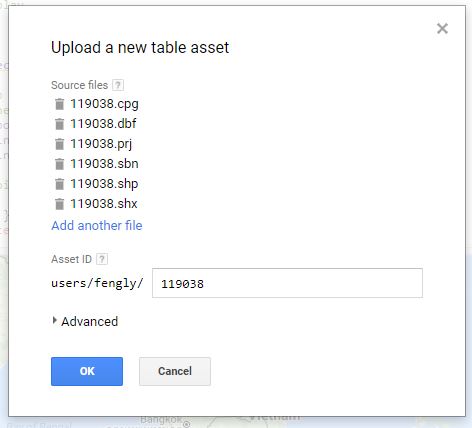 Upload a new table asset
Source files ?
119038.cpg
119038.dbf
119038.prj
119038.sbn
119038.shp
119038.shx
Add another file
Asset ID ?
users/fengly/ 119038
Advanced
OK Cancel
Bangkok
Vietnam